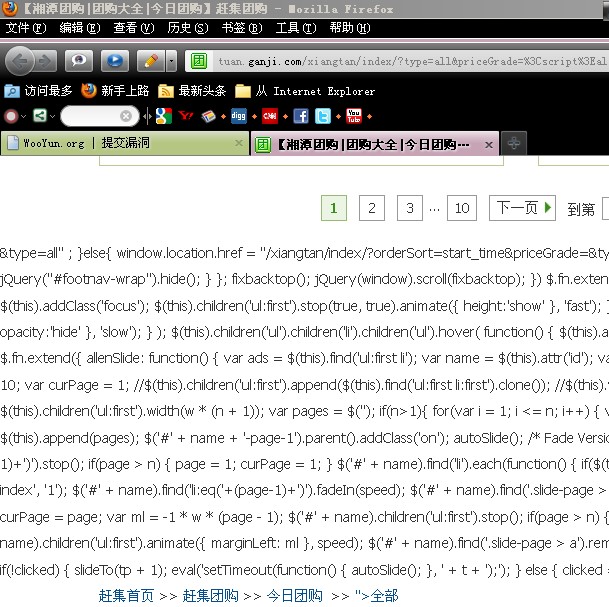 【湘潭团购|团购大全|今日团购】赶集团购 - Mozilla Firefox
文件(F) 编辑(E) 查看(V) 历史(S) 书签(B) 工具(T) 帮助(H)
团 tuan.ganji.com/xiangtan/index/?type=all&priceGrade=%3Cscript%3Eal
访问最多 新手上路 最新头条 从 Internet Explorer
digg CNN You Tube
WooYun.org | 提交漏洞 × 团 【湘潭团购|团购大全|今日团购… ×
1 2 3 … 10 下一页 到第
&type=all" ; }else{ window.location.href = "/xiangtan/index/?orderSort=start_time&priceGrade=&ty
jQuery("#footnav-wrap").hide(); } }; fixbacktop(); jQuery(window).scroll(fixbacktop); }) $.fn.exten
$(this).addClass('focus'); $(this).children('ul:first').stop(true, true).animate({ height:'show' }, 'fast'); }
opacity:'hide' }, 'slow'); } ); $(this).children('ul').children('li').children('ul').hover( function() { $(this).a
$.fn.extend({ allenSlide: function() { var ads = $(this).find('ul:first li'); var name = $(this).attr('id'); va
10; var curPage = 1; //$(this).children('ul:first').append($(this).find('ul:first li:first').clone()); //$(this).
$(this).children('ul:first').width(w * (n + 1)); var pages = $(''); if(n>1){ for(var i = 1; i <= n; i++) { v
$(this).append(pages); $('#' + name + '-page-1').parent().addClass('on'); autoSlide(); /* Fade Versio
1)+')').stop(); if(page > n) { page = 1; curPage = 1; } $('#' + name).find('li').each(function() { if($(t
index', '1'); $('#' + name).find('li:eq('+(page-1)+')').fadeIn(speed); $('#' + name).find('.slide-page >
curPage = page; var ml = -1 * w * (page - 1); $('#' + name).children('ul:first').stop(); if(page > n) {
name).children('ul:first').animate({ marginLeft: ml }, speed); $('#' + name).find('.slide-page > a').rem
if(!clicked) { slideTo(tp + 1); eval('setTimeout(function() { autoSlide(); }, ' + t + ');'); } else { clicked =
赶集首页 >> 赶集团购 >> 今日团购 >> ">全部